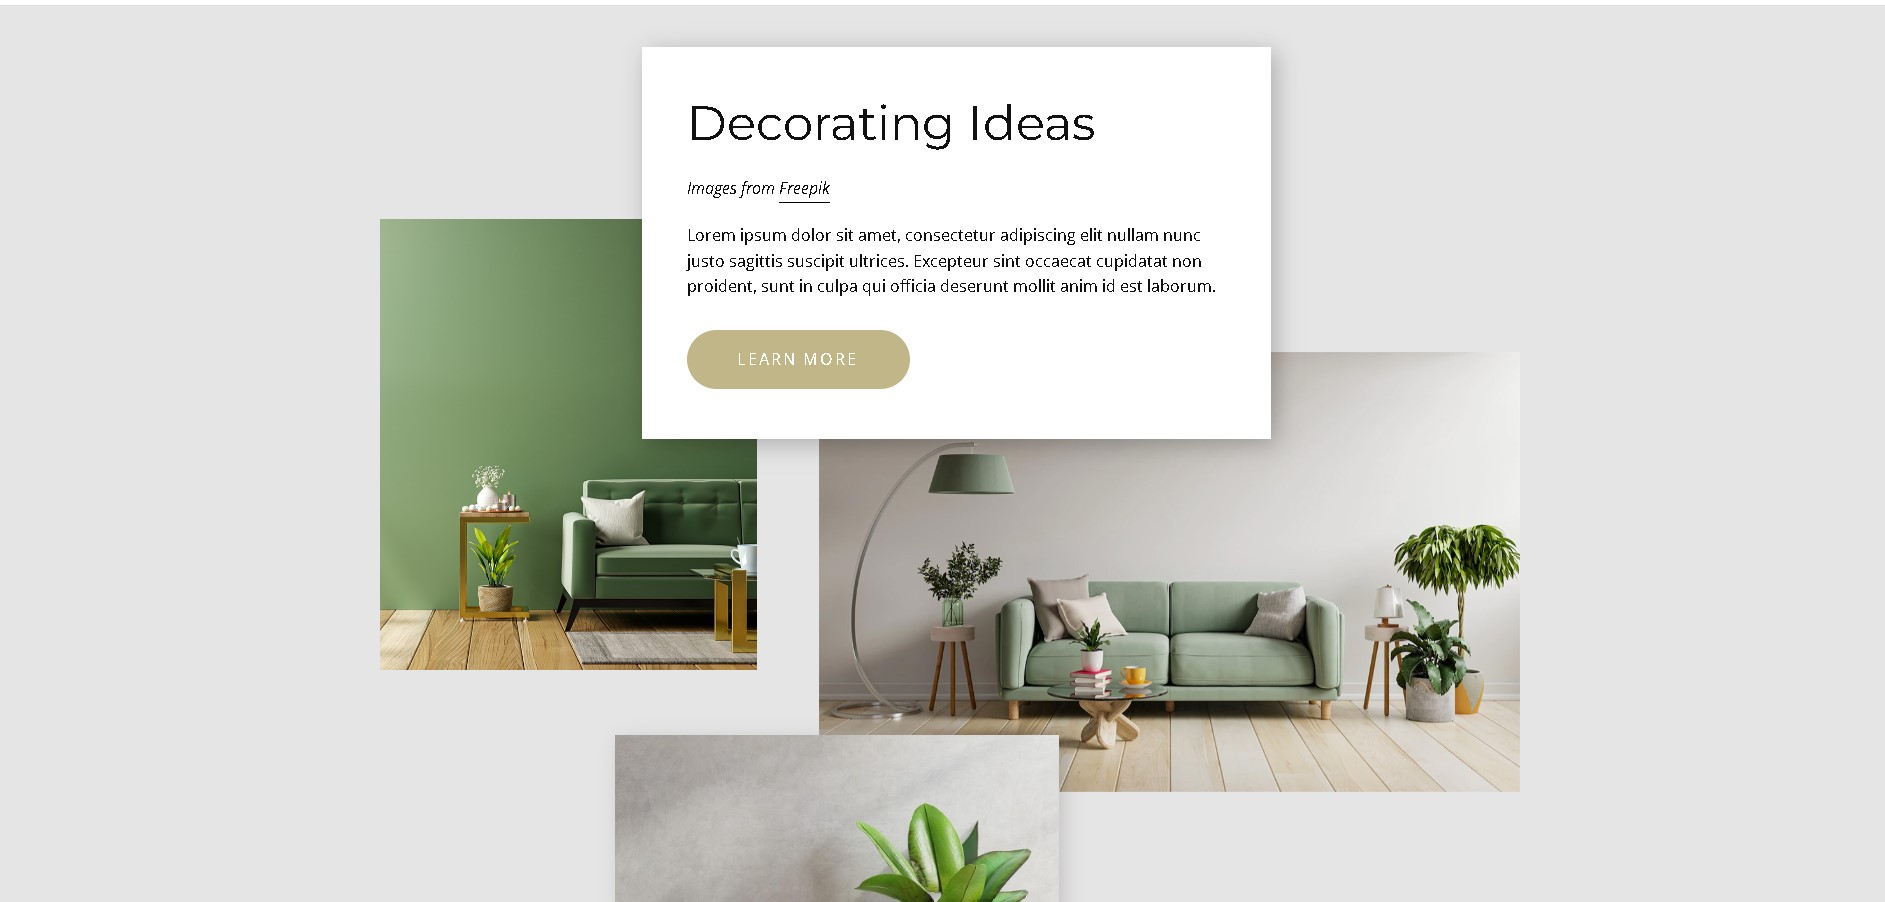 Decorating Ideas
Images from Freepik
Lorem ipsum dolor sit amet, consectetur adipiscing elit nullam nunc
justo sagittis suscipit ultrices. Excepteur sint occaecat cupidatat non
proident, sunt in culpa qui officia deserunt mollit anim id est laborum.
LEARN MORE